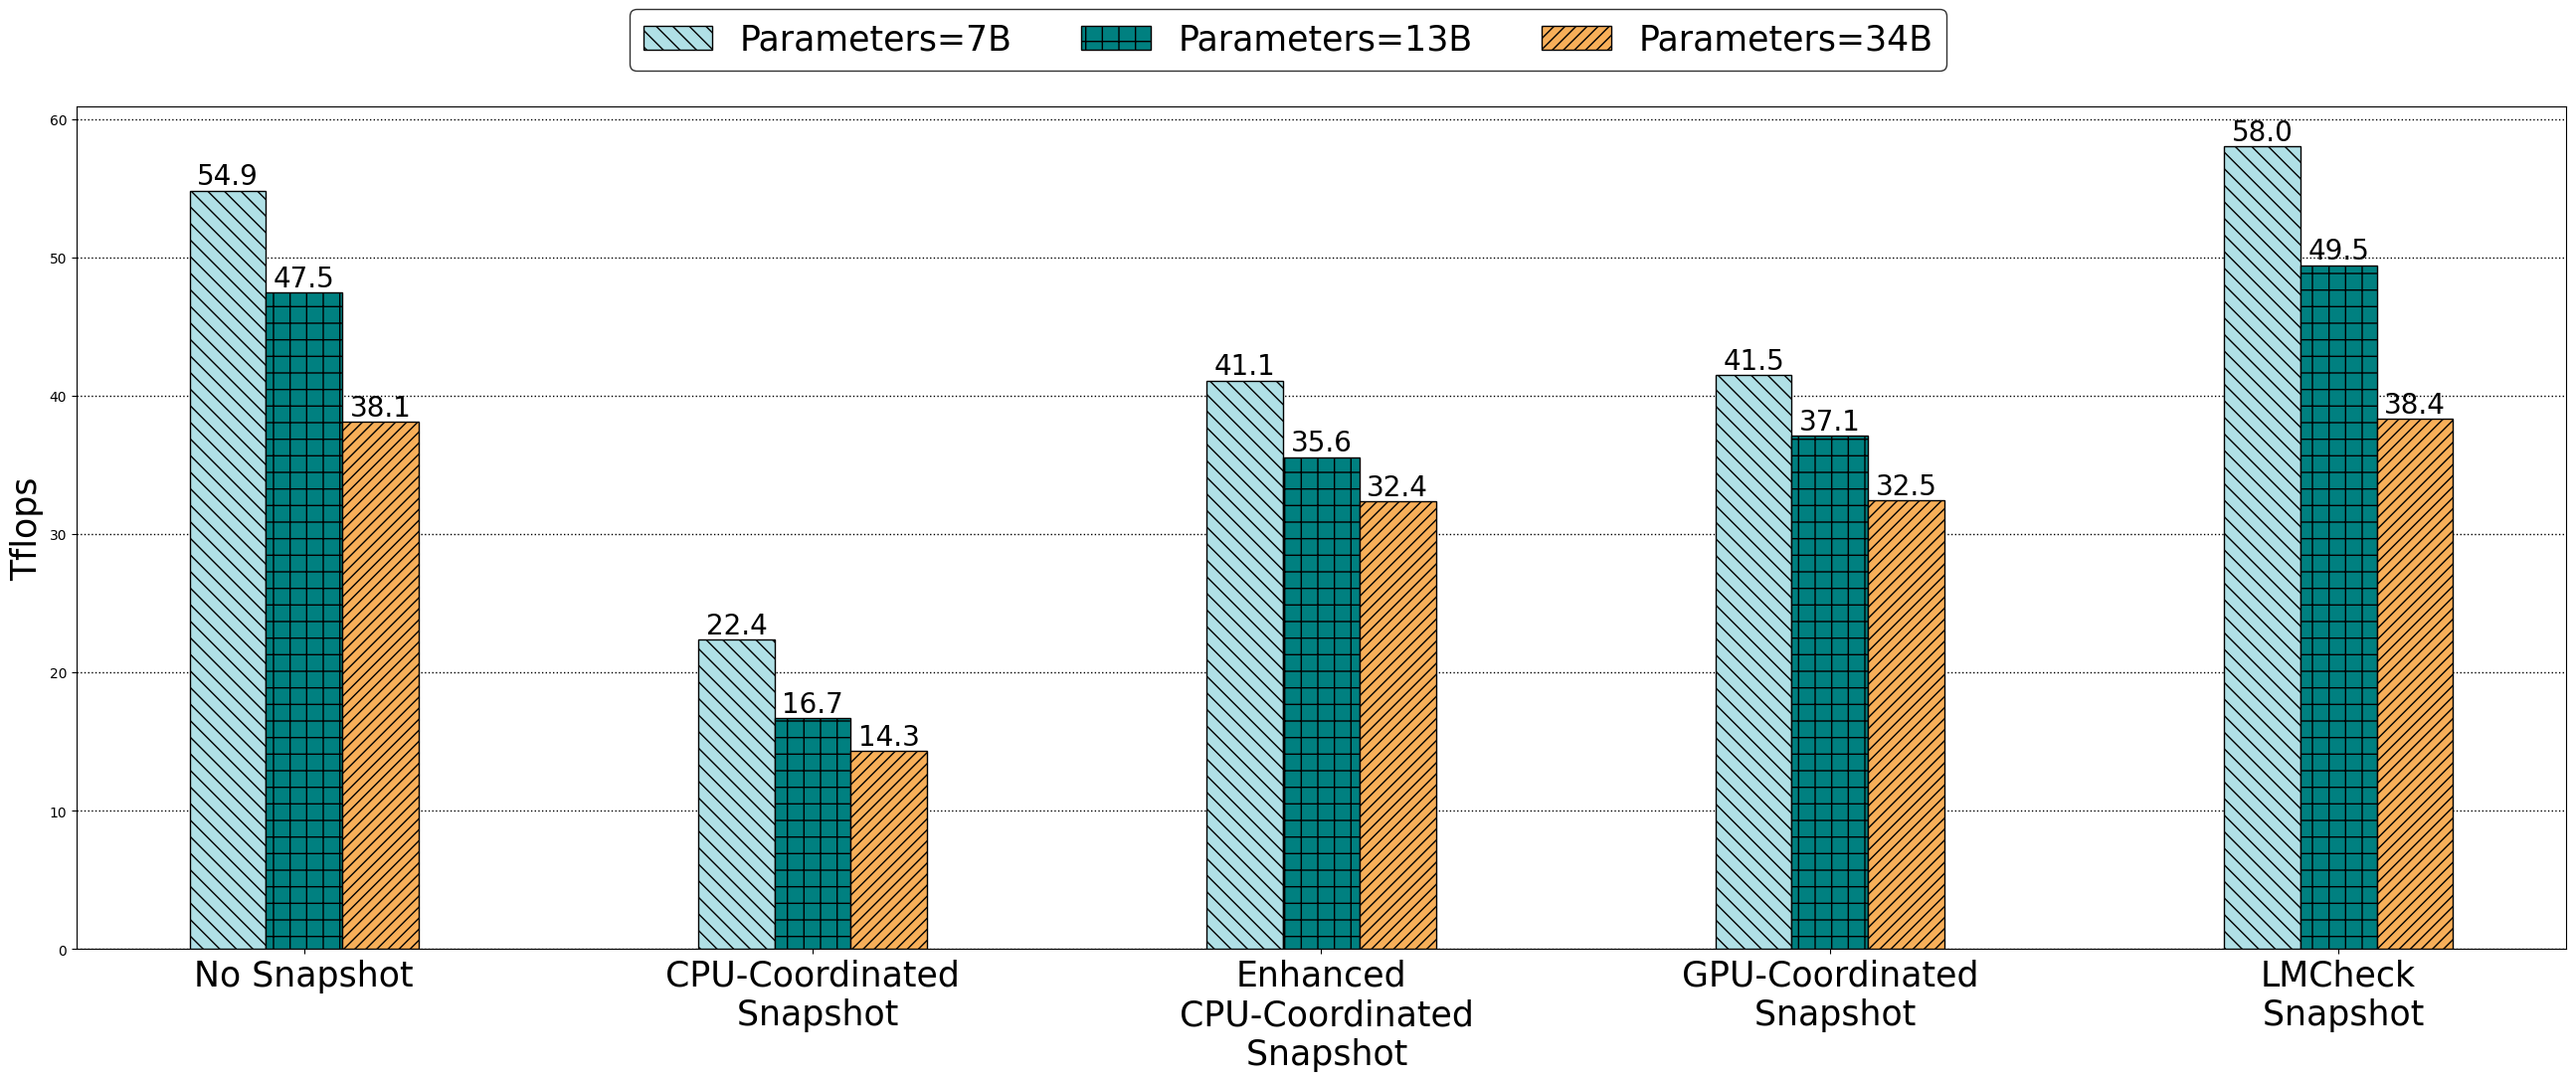 Parameters=7B Parameters=13B Parameters=34B
Tflops
60
50
40
30
20
10
0
54.9
47.5
38.1
22.4
16.7
14.3
41.1
35.6
32.4
41.5
37.1
32.5
58.0
49.5
38.4
No Snapshot
CPU-Coordinated
Snapshot
Enhanced
CPU-Coordinated
Snapshot
GPU-Coordinated
Snapshot
LMCheck
Snapshot